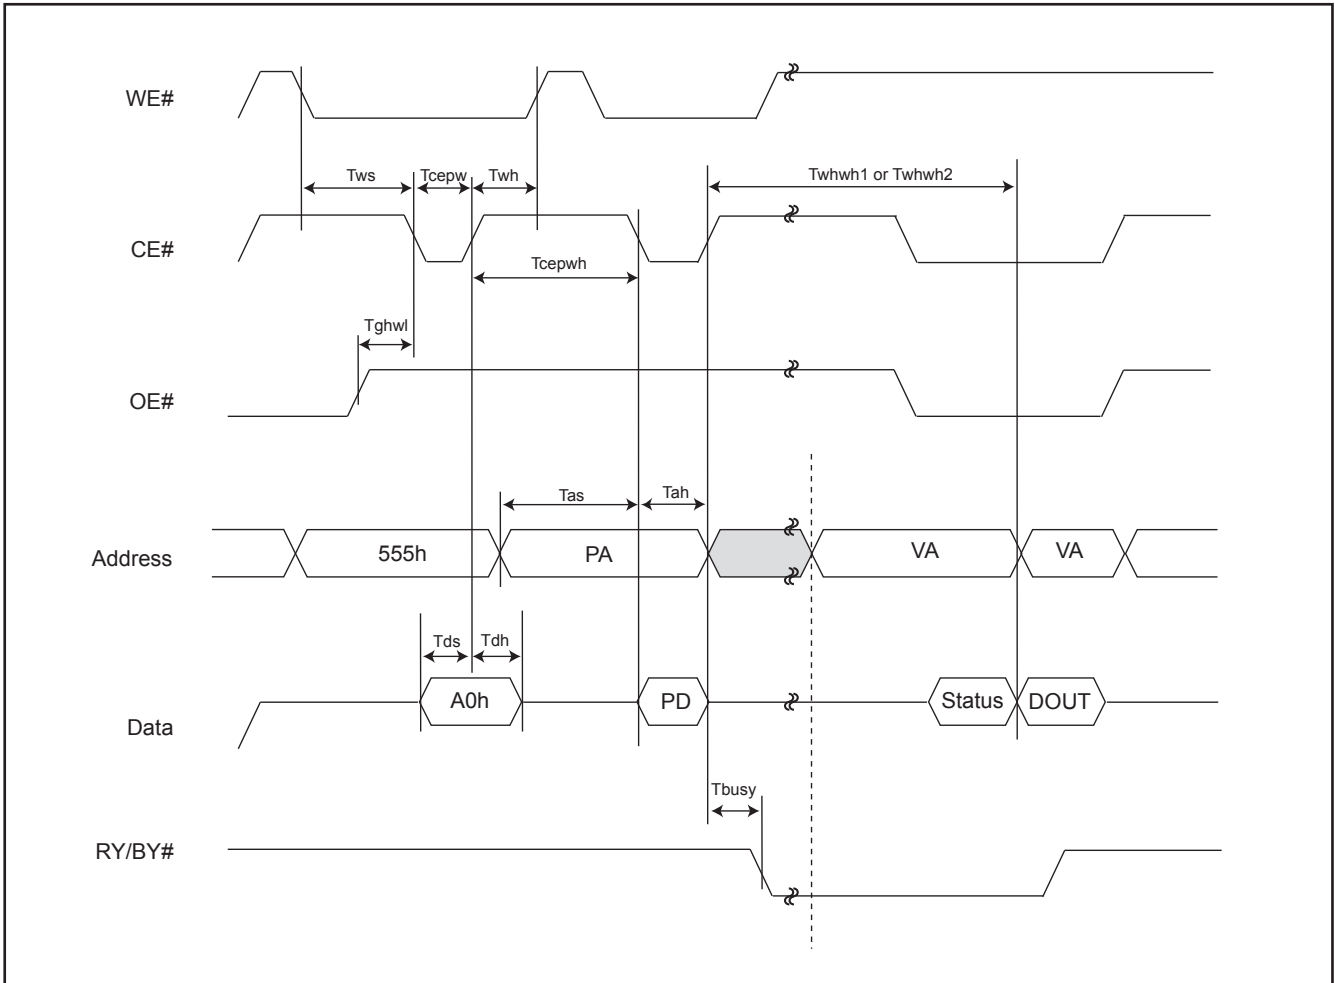 WE#
Tws
Tcepw
Twh
Twhwh1 or Twhwh2
CE#
Tcepwh
Tghwl
OE#
Tas
Tah
Address
555h
PA
VA
VA
Tds
Tdh
Data
A0h
PD
Status
DOUT
Tbusy
RY/BY#